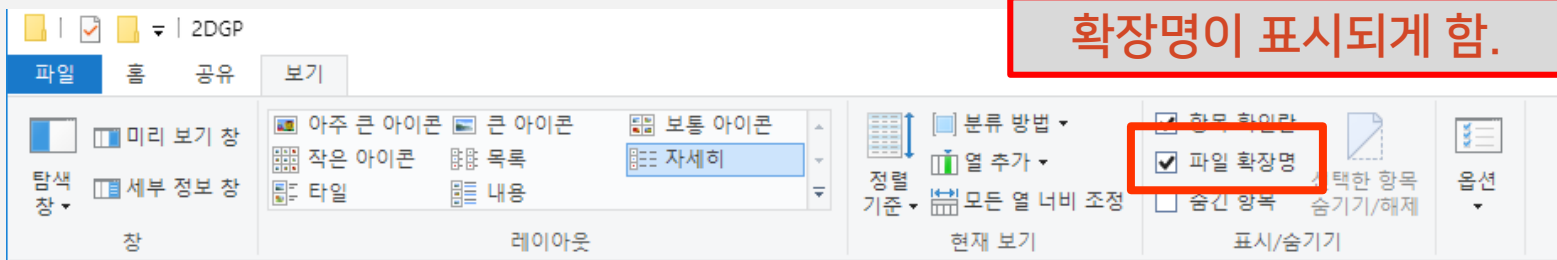 2DGP
확장명이 표시되게 함.
파일 홈 공유 보기
미리 보기 창
세부 정보 창
탐색
창
창
아주 큰 아이콘 큰 아이콘 보통 아이콘
작은 아이콘 목록 자세히
타일 내용
레이아웃
정렬
기준
분류 방법
열 추가
모든 열 너비 조정
현재 보기
항목 확인란
파일 확장명
숨긴 항목
선택한 항목
숨기기/해제
표시/숨기기
옵션